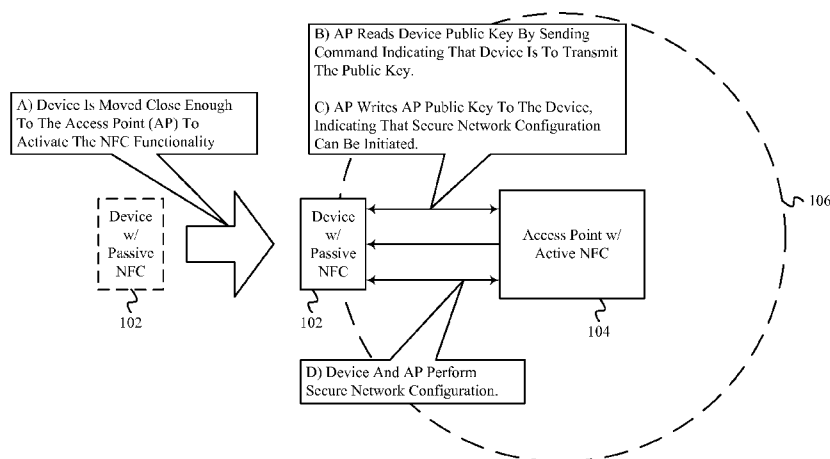 B) AP Reads Device Public Key By Sending
Command Indicating That Device Is To Transmit
The Public Key.
C) AP Writes AP Public Key To The Device,
Indicating That Secure Network Configuration
Can Be Initiated.
A) Device Is Moved Close Enough
To The Access Point (AP) To
Activate The NFC Functionality
106
Device
w/
Passive
NFC
102
Device
w/
Passive
NFC
102
Access Point w/
Active NFC
104
D) Device And AP Perform
Secure Network Configuration.